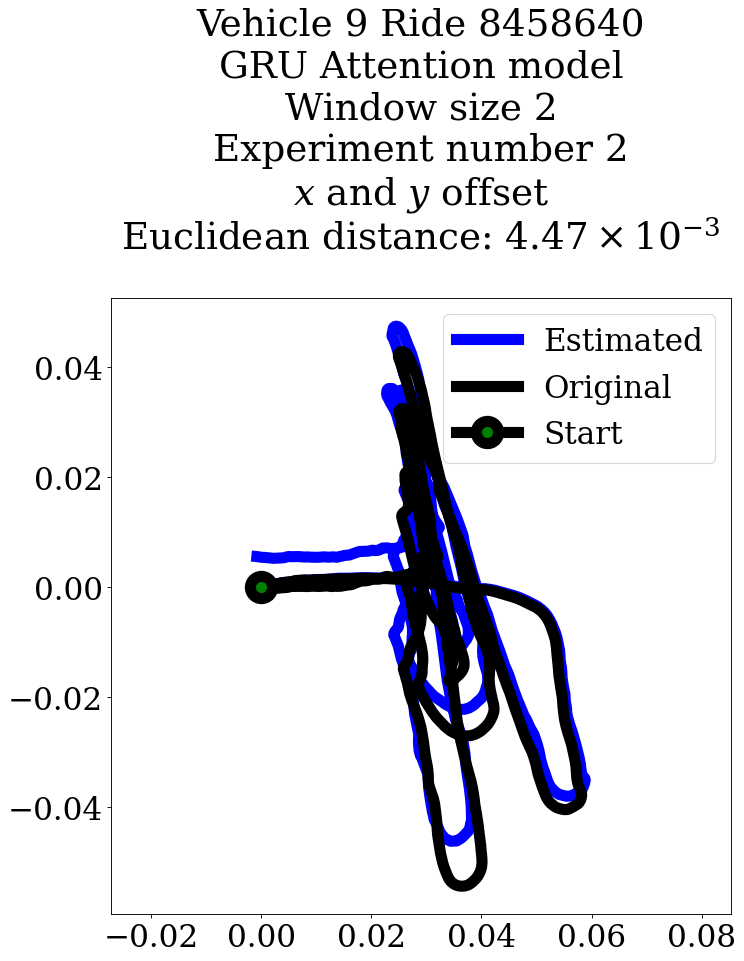 Vehicle 9 Ride 8458640
GRU Attention model
Window size 2
Experiment number 2
x and y offset
Euclidean distance: 4.47 × 10⁻³
Estimated
Original
Start
0.04
0.02
0.00
−0.02
−0.04
−0.02 0.00 0.02 0.04 0.06 0.08